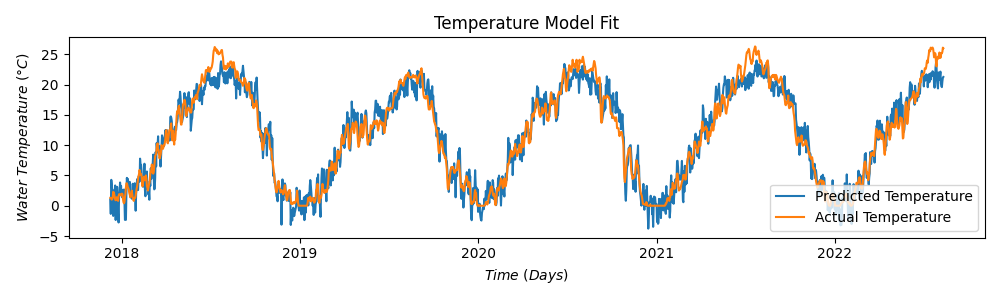 Temperature Model Fit
Water Temperature (°C)
25
20
15
10
5
0
−5
2018 2019 2020 2021 2022
Time (Days)
Predicted Temperature
Actual Temperature